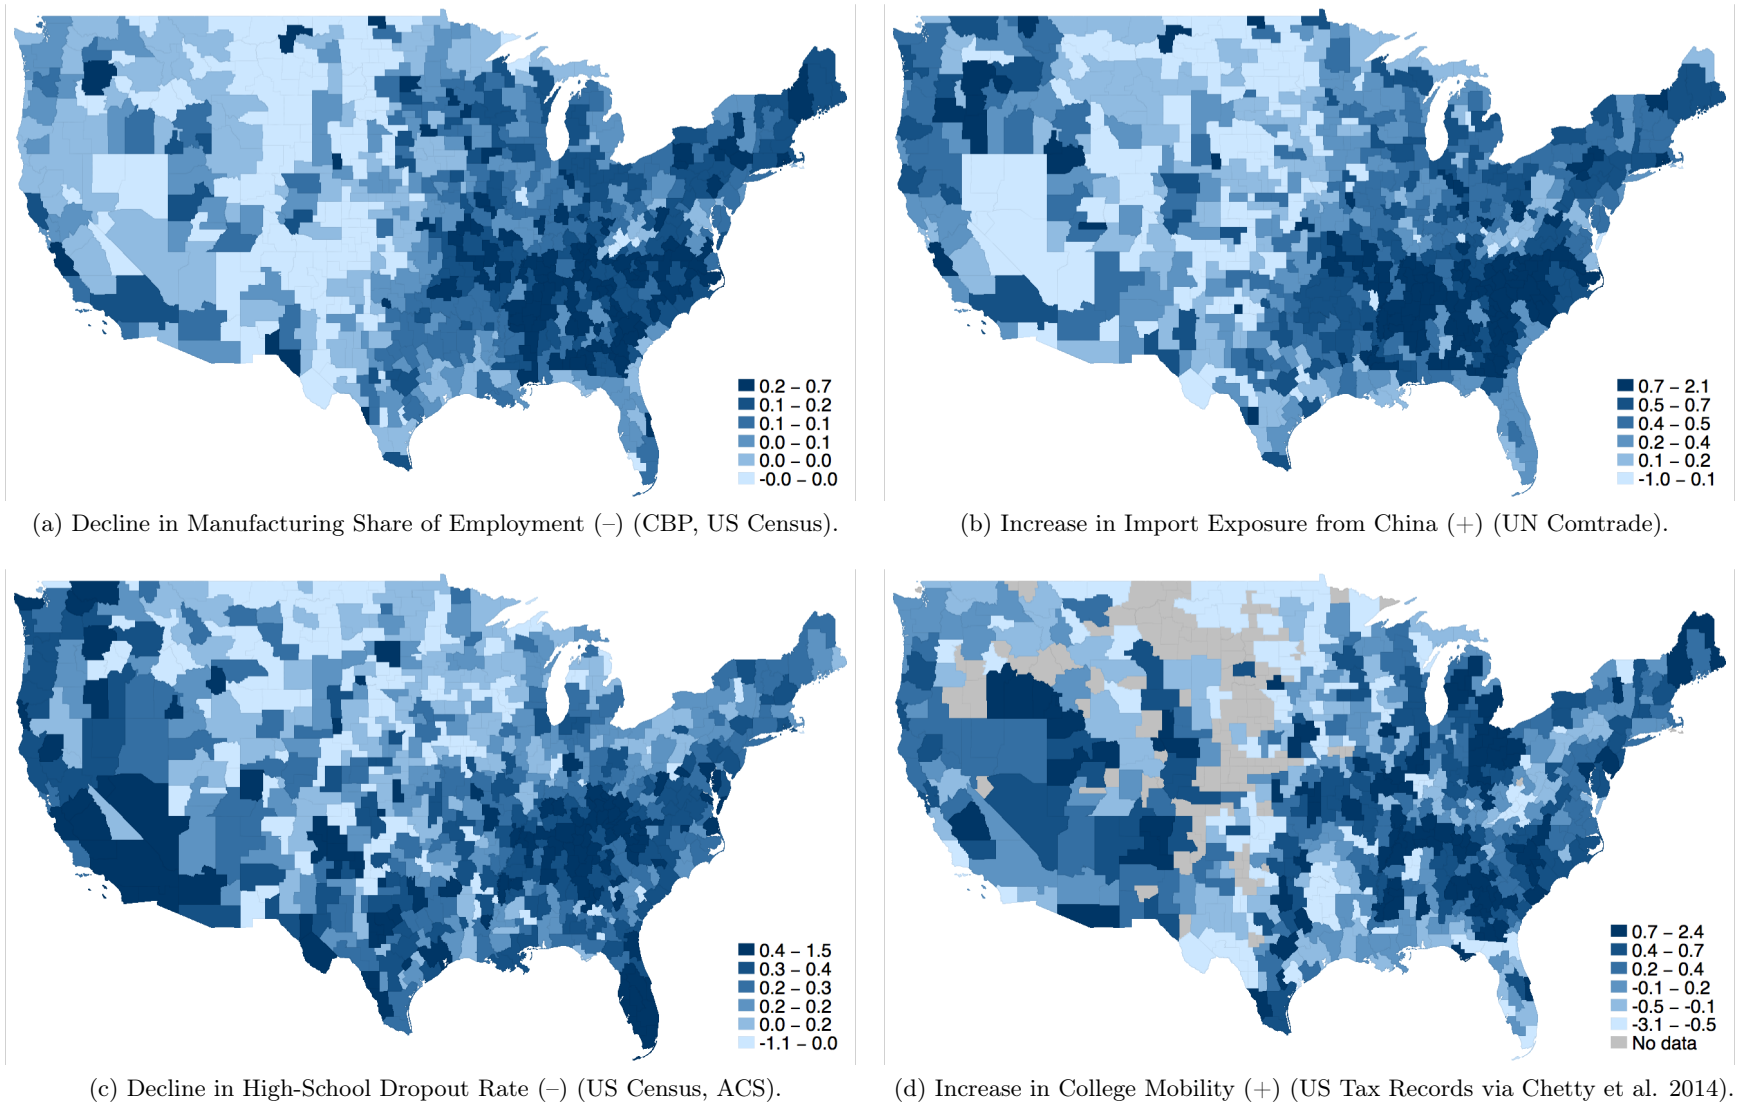 0.2 – 0.7
0.1 – 0.2
0.1 – 0.1
0.0 – 0.1
0.0 – 0.0
-0.0 – 0.0
(a) Decline in Manufacturing Share of Employment (–) (CBP, US Census).
0.7 – 2.1
0.5 – 0.7
0.4 – 0.5
0.2 – 0.4
0.1 – 0.2
-1.0 – 0.1
(b) Increase in Import Exposure from China (+) (UN Comtrade).
0.4 – 1.5
0.3 – 0.4
0.2 – 0.3
0.2 – 0.2
0.0 – 0.2
-1.1 – 0.0
(c) Decline in High-School Dropout Rate (–) (US Census, ACS).
0.7 – 2.4
0.4 – 0.7
0.2 – 0.4
-0.1 – 0.2
-0.5 – -0.1
-3.1 – -0.5
No data
(d) Increase in College Mobility (+) (US Tax Records via Chetty et al. 2014).